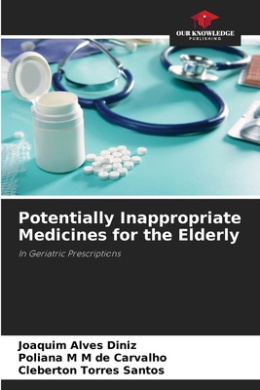 OUR KNOWLEDGE
PUBLISHING
Potentially Inappropriate
Medicines for the Elderly
In Geriatric Prescriptions
Joaquim Alves Diniz
Poliana M M de Carvalho
Cleberton Torres Santos